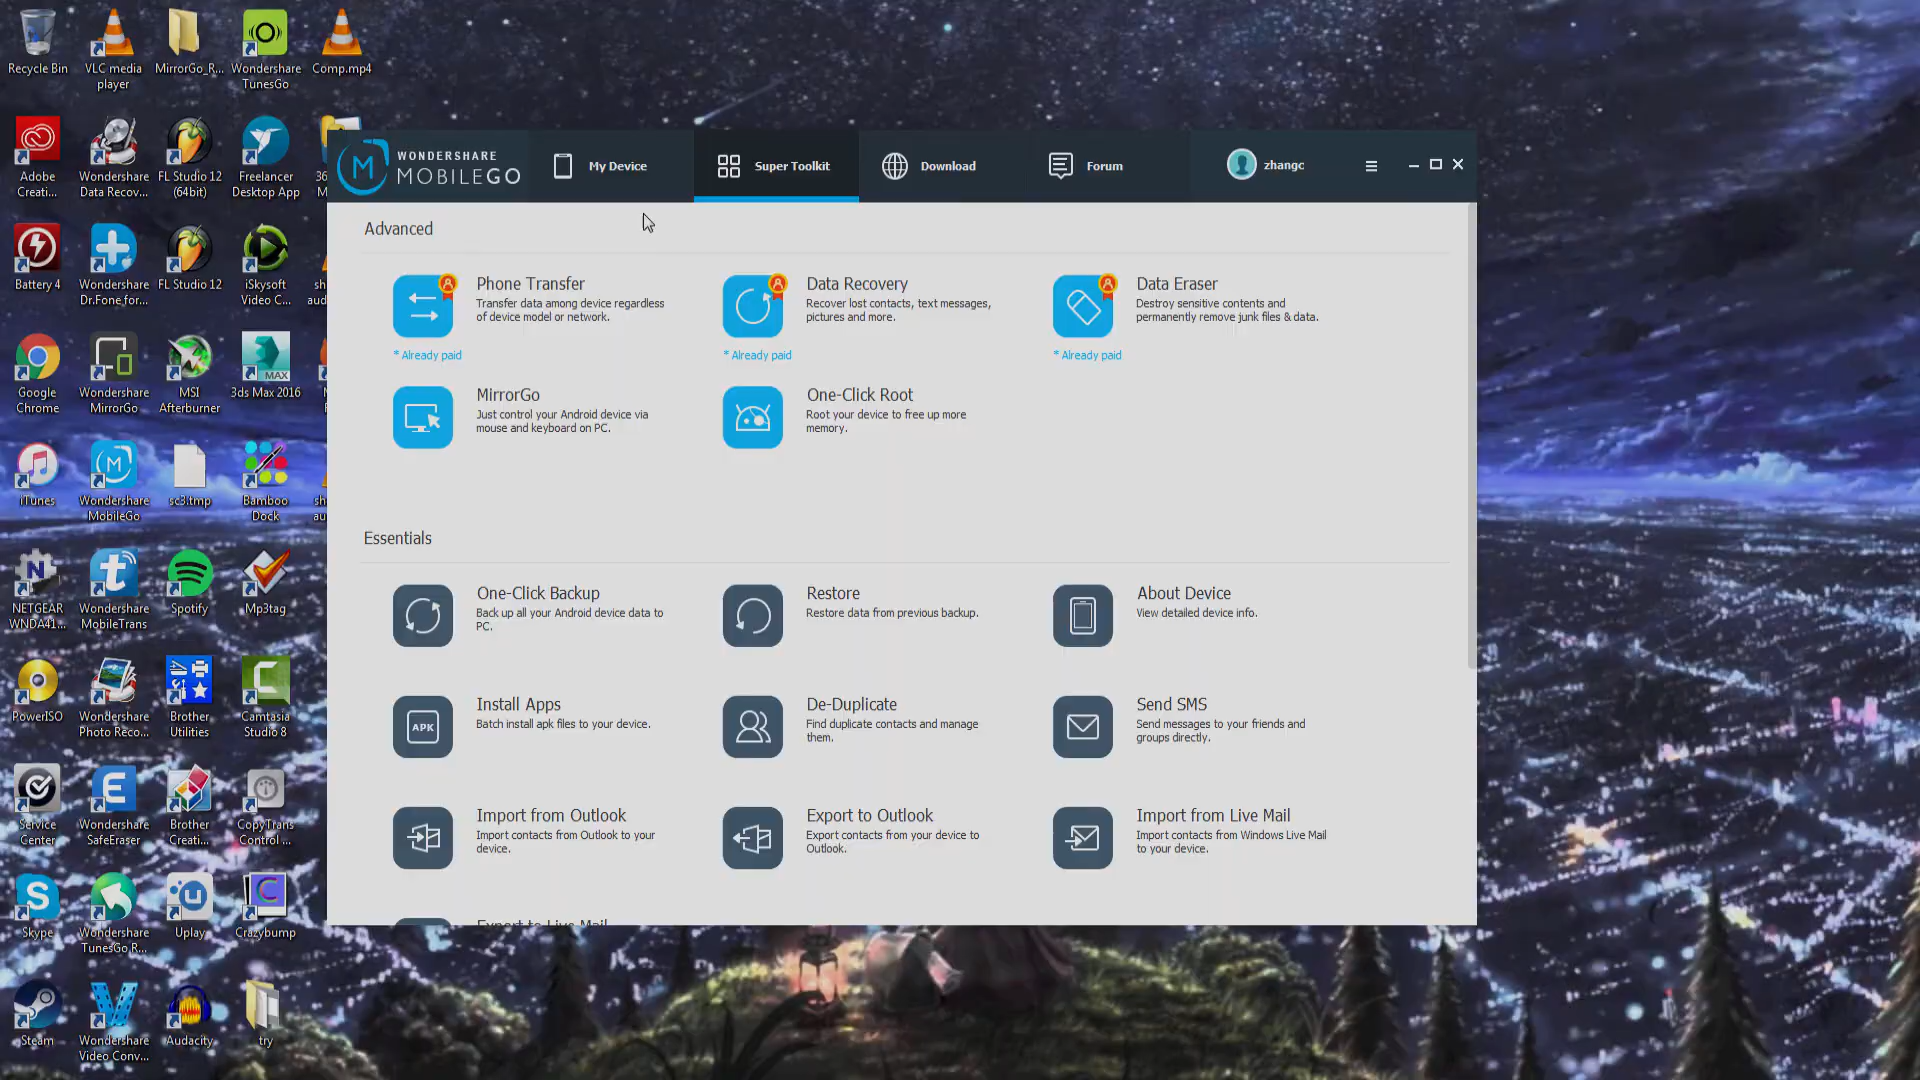 Recycle Bin
VLC media
player
MirrorGo_R...
Wondershare
TunesGo
Comp.mp4
Adobe
Creati...
Wondershare
Data Recov...
FL Studio 12
(64bit)
Freelancer
Desktop App
Battery 4
Wondershare
Dr.Fone for...
FL Studio 12
iSkysoft
Video C...
Google
Chrome
Wondershare
MirrorGo
MSI
Afterburner
3ds Max 2016
MAX
iTunes
Wondershare
MobileGo
sc3.tmp
Bamboo
Dock
NETGEAR
WNDA41...
Wondershare
MobileTrans
Spotify
Mp3tag
PowerISO
Wondershare
Photo Reco...
Brother
Utilities
Camtasia
Studio 8
Service
Center
Wondershare
SafeEraser
Brother
Creati...
CopyTrans
Control ...
Skype
Wondershare
TunesGo R...
Uplay
Crazybump
Steam
Wondershare
Video Conv...
Audacity
try
WONDERSHARE
MOBILEGO
My Device
Super Toolkit
Download
Forum
zhangc
Advanced
Phone Transfer
Transfer data among device regardless
of device model or network.
* Already paid
Data Recovery
Recover lost contacts, text messages,
pictures and more.
* Already paid
Data Eraser
Destroy sensitive contents and
permanently remove junk files & data.
* Already paid
MirrorGo
Just control your Android device via
mouse and keyboard on PC.
One-Click Root
Root your device to free up more
memory.
Essentials
One-Click Backup
Back up all your Android device data to
PC.
Restore
Restore data from previous backup.
About Device
View detailed device info.
APK
Install Apps
Batch install apk files to your device.
De-Duplicate
Find duplicate contacts and manage
them.
Send SMS
Send messages to your friends and
groups directly.
Import from Outlook
Import contacts from Outlook to your
device.
Export to Outlook
Export contacts from your device to
Outlook.
Import from Live Mail
Import contacts from Windows Live Mail
to your device.
Export to Live Mail